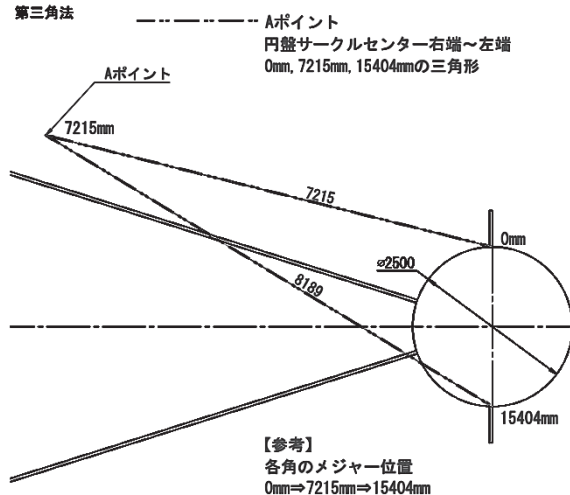 第三角法
Aポイント
円盤サークルセンター右端～左端
0mm, 7215mm, 15404mmの三角形
Aポイント
7215mm
7215
0mm
⌀2500
8189
15404mm
【参考】
各角のメジャー位置
0mm⇒7215mm⇒15404mm